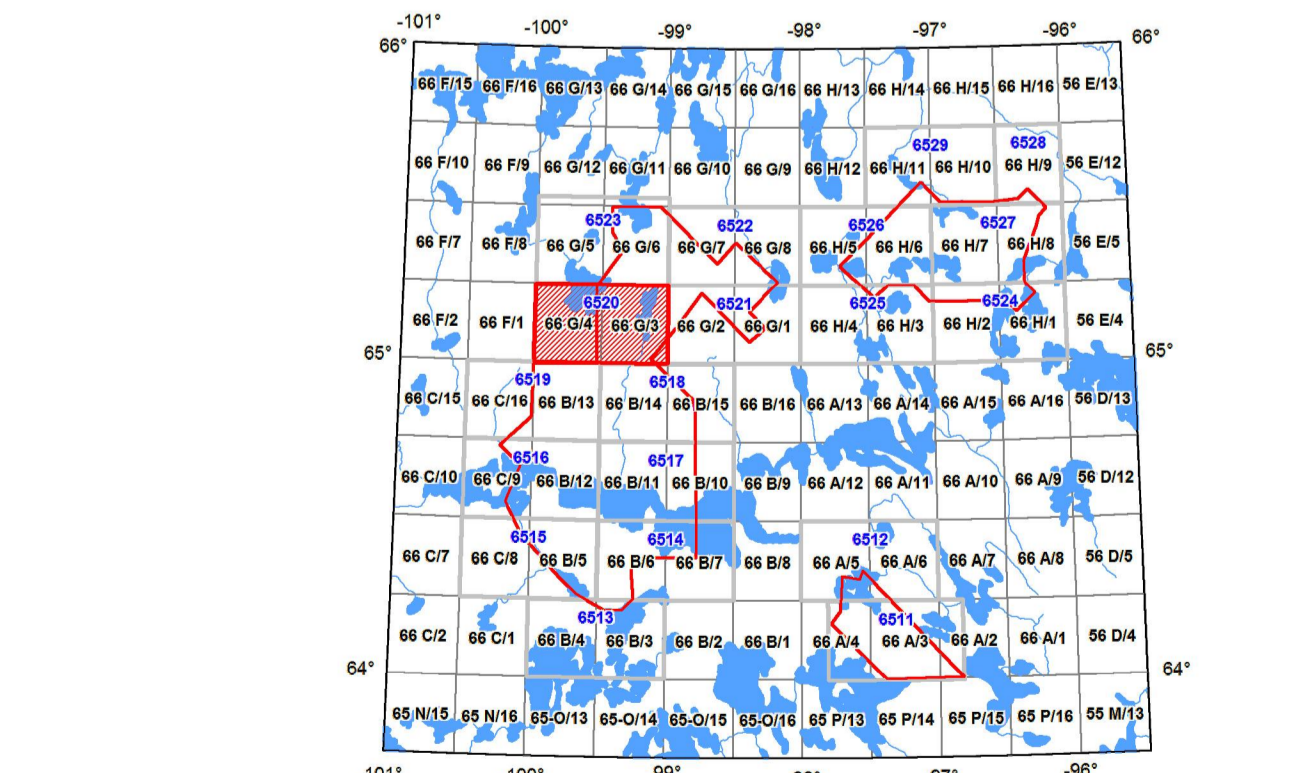 -101° -100° -99° -98° -97° -96°
66° 66°
66 F/15 66 F/16 66 G/13 66 G/14 66 G/15 66 G/16 66 H/13 66 H/14 66 H/15 66 H/16 56 E/13
6529 6528
66 F/10 66 F/9 66 G/12 66 G/11 66 G/10 66 G/9 66 H/12 66 H/11 66 H/10 66 H/9 56 E/12
6523 6522 6526 6527
66 F/7 66 F/8 66 G/5 66 G/6 66 G/7 66 G/8 66 H/5 66 H/6 66 H/7 66 H/8 56 E/5
6520 6521 6525 6524
66 F/2 66 F/1 66 G/4 66 G/3 66 G/2 66 G/1 66 H/4 66 H/3 66 H/2 66 H/1 56 E/4
65° 65°
6519 6518
66 C/15 66 C/16 66 B/13 66 B/14 66 B/15 66 B/16 66 A/13 66 A/14 66 A/15 66 A/16 56 D/13
6516 6517
66 C/10 66 C/9 66 B/12 66 B/11 66 B/10 66 B/9 66 A/12 66 A/11 66 A/10 66 A/9 56 D/12
6515 6514 6512
66 C/7 66 C/8 66 B/5 66 B/6 66 B/7 66 B/8 66 A/5 66 A/6 66 A/7 66 A/8 56 D/5
6513 6511
66 C/2 66 C/1 66 B/4 66 B/3 66 B/2 66 B/1 66 A/4 66 A/3 66 A/2 66 A/1 56 D/4
64° 64°
65 N/15 65 N/16 65-O/13 65-O/14 65-O/15 65-O/16 65 P/13 65 P/14 65 P/15 65 P/16 55 M/13
-96°